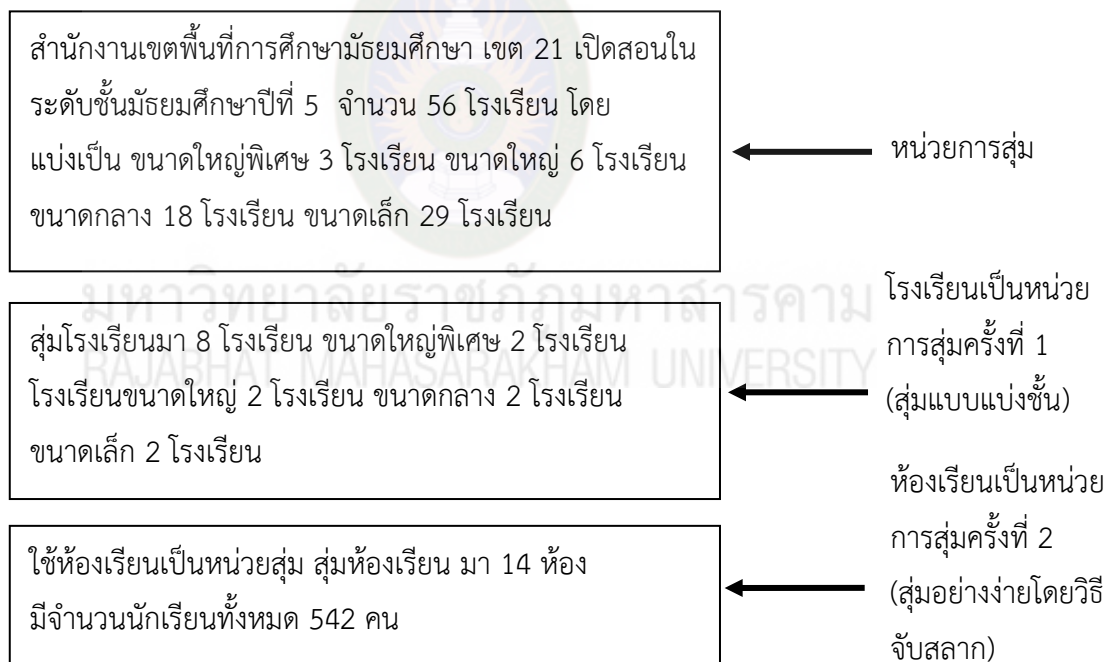 สำนักงานเขตพื้นที่การศึกษามัธยมศึกษา เขต 21 เปิดสอนใน
ระดับชั้นมัธยมศึกษาปีที่ 5 จำนวน 56 โรงเรียน โดย
แบ่งเป็น ขนาดใหญ่พิเศษ 3 โรงเรียน ขนาดใหญ่ 6 โรงเรียน
ขนาดกลาง 18 โรงเรียน ขนาดเล็ก 29 โรงเรียน
หน่วยการสุ่ม
มหาวิทยาลัยราชภัฏมหาสารคาม
RAJABHAT MAHASARAKHAM UNIVERSITY
สุ่มโรงเรียนมา 8 โรงเรียน ขนาดใหญ่พิเศษ 2 โรงเรียน
โรงเรียนขนาดใหญ่ 2 โรงเรียน ขนาดกลาง 2 โรงเรียน
ขนาดเล็ก 2 โรงเรียน
โรงเรียนเป็นหน่วย
การสุ่มครั้งที่ 1
(สุ่มแบบแบ่งชั้น)
ใช้ห้องเรียนเป็นหน่วยสุ่ม สุ่มห้องเรียน มา 14 ห้อง
มีจำนวนนักเรียนทั้งหมด 542 คน
ห้องเรียนเป็นหน่วย
การสุ่มครั้งที่ 2
(สุ่มอย่างง่ายโดยวิธี
จับสลาก)